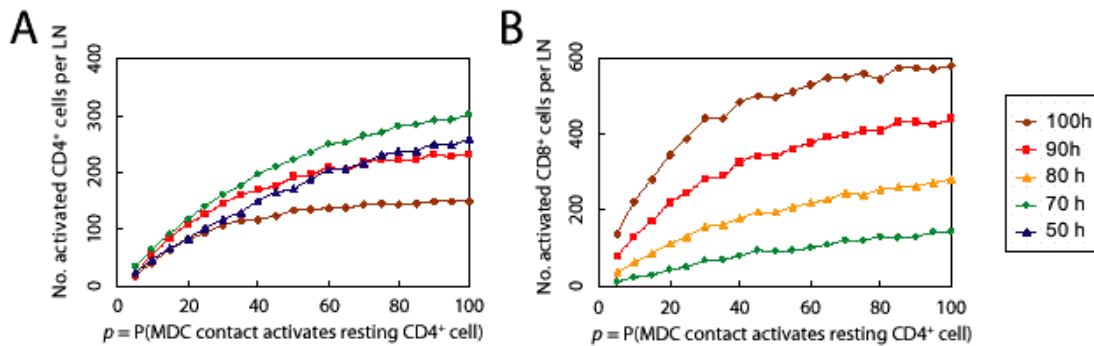 A
No. activated CD4⁺ cells per LN
400
300
200
100
0
0 20 40 60 80 100
p = P(MDC contact activates resting CD4⁺ cell)
B
No. activated CD8⁺ cells per LN
600
400
200
0
0 20 40 60 80 100
p = P(MDC contact activates resting CD4⁺ cell)
100h
90h
80 h
70 h
50 h